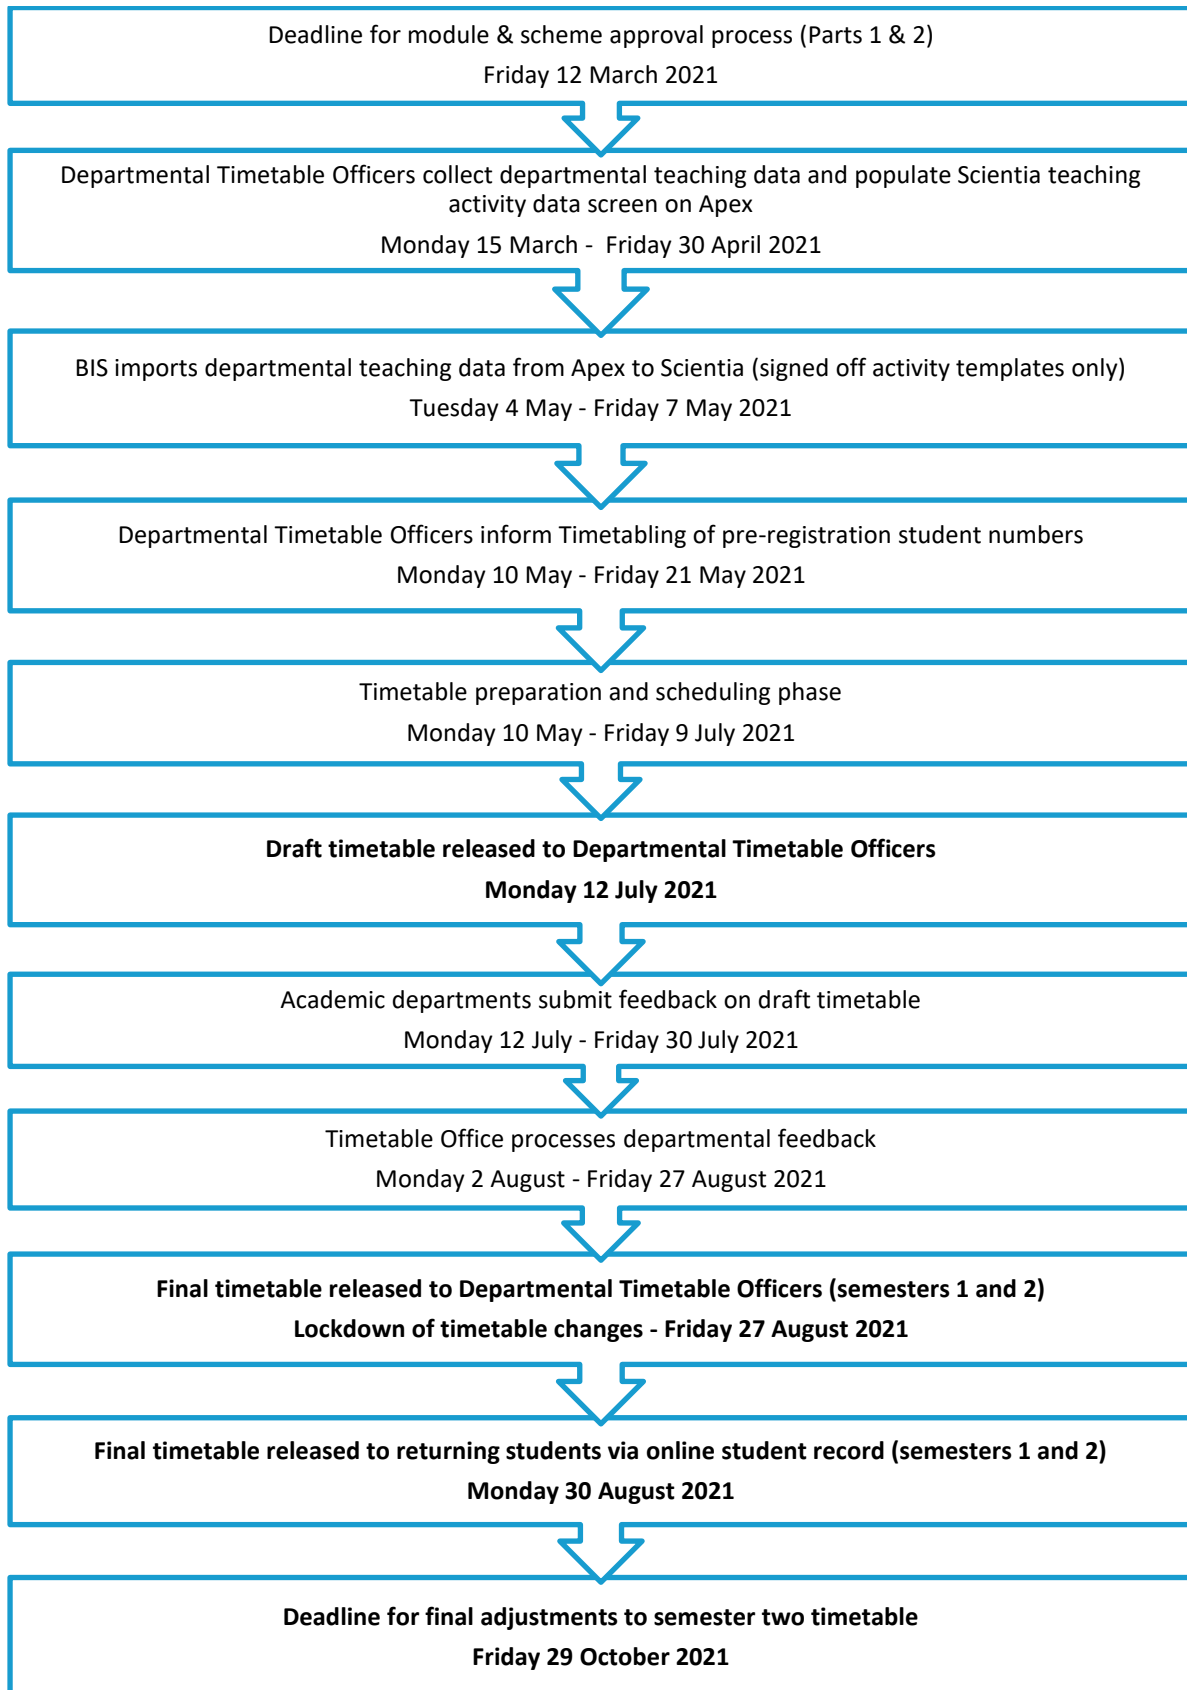 Deadline for module & scheme approval process (Parts 1 & 2)
Friday 12 March 2021
Departmental Timetable Officers collect departmental teaching data and populate Scientia teaching
activity data screen on Apex
Monday 15 March -  Friday 30 April 2021
BIS imports departmental teaching data from Apex to Scientia (signed off activity templates only)
Tuesday 4 May - Friday 7 May 2021
Departmental Timetable Officers inform Timetabling of pre-registration student numbers
Monday 10 May - Friday 21 May 2021
Timetable preparation and scheduling phase
Monday 10 May - Friday 9 July 2021
Draft timetable released to Departmental Timetable Officers
Monday 12 July 2021
Academic departments submit feedback on draft timetable
Monday 12 July - Friday 30 July 2021
Timetable Office processes departmental feedback
Monday 2 August - Friday 27 August 2021
Final timetable released to Departmental Timetable Officers (semesters 1 and 2)
Lockdown of timetable changes - Friday 27 August 2021
Final timetable released to returning students via online student record (semesters 1 and 2)
Monday 30 August 2021
Deadline for final adjustments to semester two timetable
Friday 29 October 2021